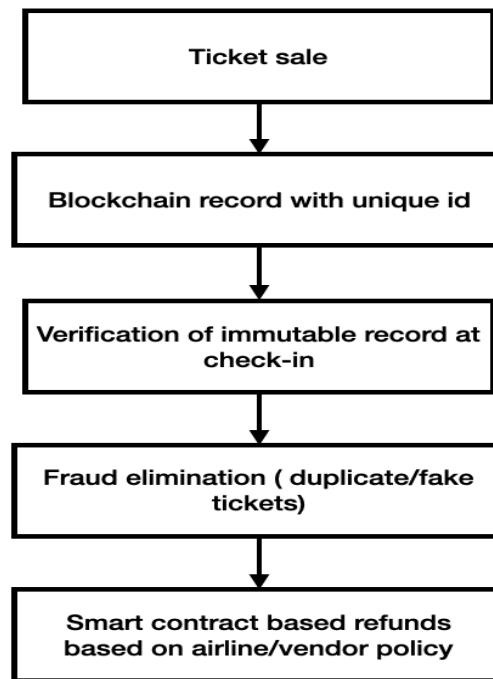 Ticket sale
Blockchain record with unique id
Verification of immutable record at
check-in
Fraud elimination ( duplicate/fake
tickets)
Smart contract based refunds
based on airline/vendor policy